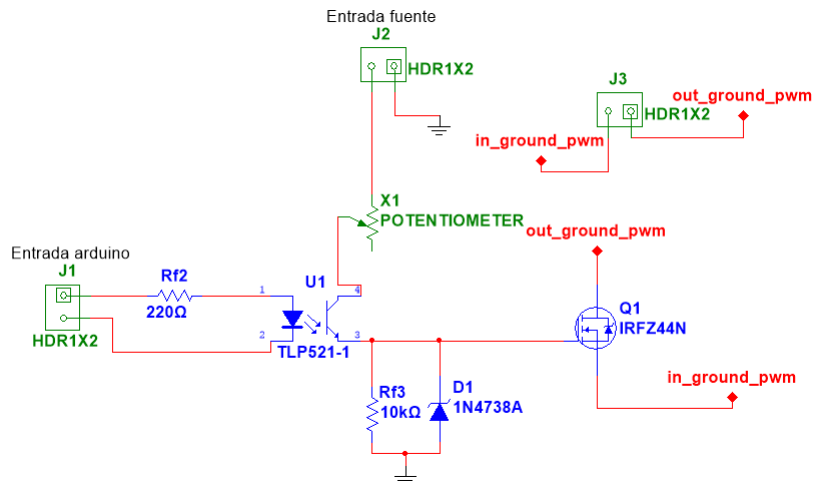 Entrada fuente
J2
HDR1X2
J3
HDR1X2
out_ground_pwm
in_ground_pwm
X1
POTENTIOMETER
out_ground_pwm
Entrada arduino
J1
HDR1X2
Rf2
220Ω
1
2
U1
4
3
TLP521-1
Q1
IRFZ44N
in_ground_pwm
Rf3
10kΩ
D1
1N4738A